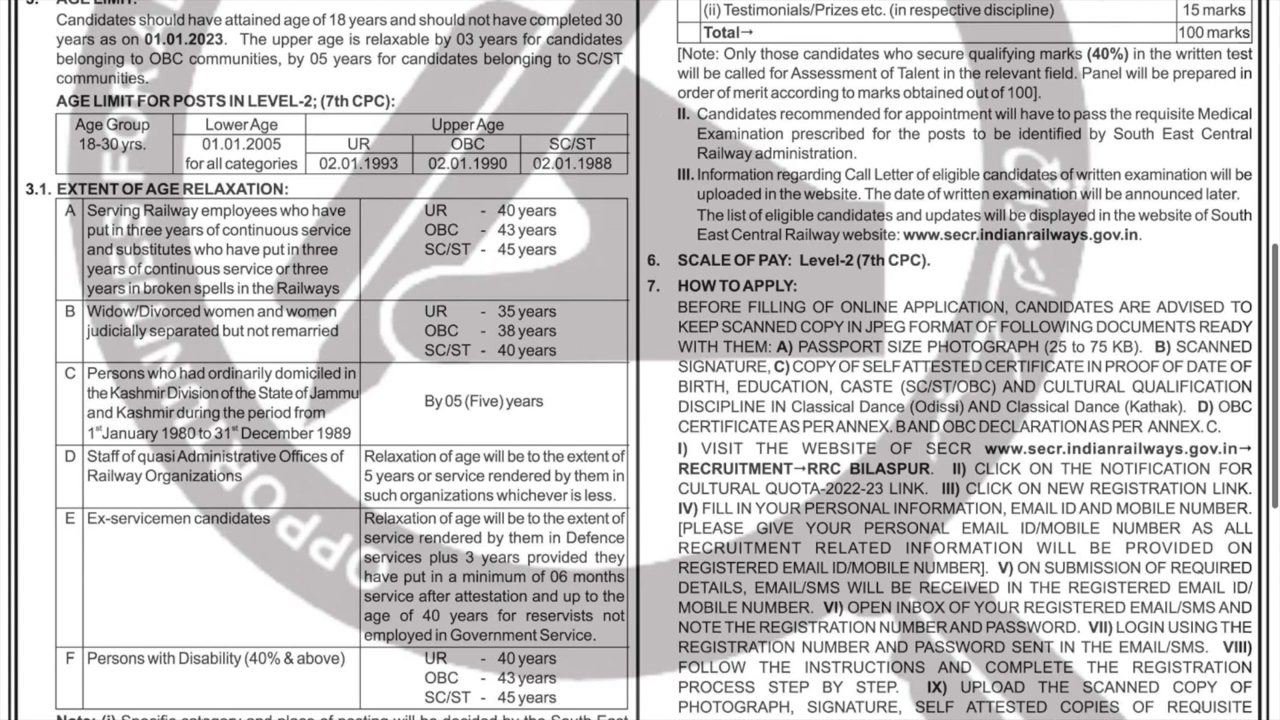 3. AGE LIMIT:
Candidates should have attained age of 18 years and should not have completed 30
years as on 01.01.2023. The upper age is relaxable by 03 years for candidates
belonging to OBC communities, by 05 years for candidates belonging to SC/ST
communities.
AGE LIMIT FOR POSTS IN LEVEL-2; (7th CPC):
Age Group Lower Age Upper Age
18-30 yrs. 01.01.2005 UR OBC SC/ST
for all categories 02.01.1993 02.01.1990 02.01.1988
3.1. EXTENT OF AGE RELAXATION:
A Serving Railway employees who have UR - 40 years
put in three years of continuous service OBC - 43 years
and substitutes who have put in three SC/ST - 45 years
years of continuous service or three
years in broken spells in the Railways
B Widow/Divorced women and women UR - 35 years
judicially separated but not remarried OBC - 38 years
SC/ST - 40 years
C Persons who had ordinarily domiciled in
the Kashmir Division of the State of Jammu
and Kashmir during the period from By 05 (Five) years
1st January 1980 to 31st December 1989
D Staff of quasi Administrative Offices of Relaxation of age will be to the extent of
Railway Organizations 5 years or service rendered by them in
such organizations whichever is less.
E Ex-servicemen candidates Relaxation of age will be to the extent of
service rendered by them in Defence
services plus 3 years provided they
have put in a minimum of 06 months
service after attestation and up to the
age of 40 years for reservists not
employed in Government Service.
F Persons with Disability (40% & above) UR - 40 years
OBC - 43 years
SC/ST - 45 years
Note: (i) Specific category and place of posting will be decided by the South East
(ii) Testimonials/Prizes etc. (in respective discipline) 15 marks
Total→ 100 marks
[Note: Only those candidates who secure qualifying marks (40%) in the written test
will be called for Assessment of Talent in the relevant field. Panel will be prepared in
order of merit according to marks obtained out of 100].
II. Candidates recommended for appointment will have to pass the requisite Medical
Examination prescribed for the posts to be identified by South East Central
Railway administration.
III. Information regarding Call Letter of eligible candidates of written examination will be
uploaded in the website. The date of written examination will be announced later.
The list of eligible candidates and updates will be displayed in the website of South
East Central Railway website: www.secr.indianrailways.gov.in.
6. SCALE OF PAY: Level-2 (7th CPC).
7. HOW TO APPLY:
BEFORE FILLING OF ONLINE APPLICATION, CANDIDATES ARE ADVISED TO
KEEP SCANNED COPY IN JPEG FORMAT OF FOLLOWING DOCUMENTS READY
WITH THEM: A) PASSPORT SIZE PHOTOGRAPH (25 to 75 KB). B) SCANNED
SIGNATURE, C) COPY OF SELF ATTESTED CERTIFICATE IN PROOF OF DATE OF
BIRTH, EDUCATION, CASTE (SC/ST/OBC) AND CULTURAL QUALIFICATION
DISCIPLINE IN Classical Dance (Odissi) AND Classical Dance (Kathak). D) OBC
CERTIFICATE AS PER ANNEX. B AND OBC DECLARATION AS PER ANNEX. C.
I) VISIT THE WEBSITE OF SECR www.secr.indianrailways.gov.in→
RECRUITMENT→RRC BILASPUR. II) CLICK ON THE NOTIFICATION FOR
CULTURAL QUOTA-2022-23 LINK. III) CLICK ON NEW REGISTRATION LINK.
IV) FILL IN YOUR PERSONAL INFORMATION, EMAIL ID AND MOBILE NUMBER.
[PLEASE GIVE YOUR PERSONAL EMAIL ID/MOBILE NUMBER AS ALL
RECRUITMENT RELATED INFORMATION WILL BE PROVIDED ON
REGISTERED EMAIL ID/MOBILE NUMBER]. V) ON SUBMISSION OF REQUIRED
DETAILS, EMAIL/SMS WILL BE RECEIVED IN THE REGISTERED EMAIL ID/
MOBILE NUMBER. VI) OPEN INBOX OF YOUR REGISTERED EMAIL/SMS AND
NOTE THE REGISTRATION NUMBER AND PASSWORD. VII) LOGIN USING THE
REGISTRATION NUMBER AND PASSWORD SENT IN THE EMAIL/SMS. VIII)
FOLLOW THE INSTRUCTIONS AND COMPLETE THE REGISTRATION
PROCESS STEP BY STEP. IX) UPLOAD THE SCANNED COPY OF
PHOTOGRAPH, SIGNATURE, SELF ATTESTED COPIES OF REQUISITE